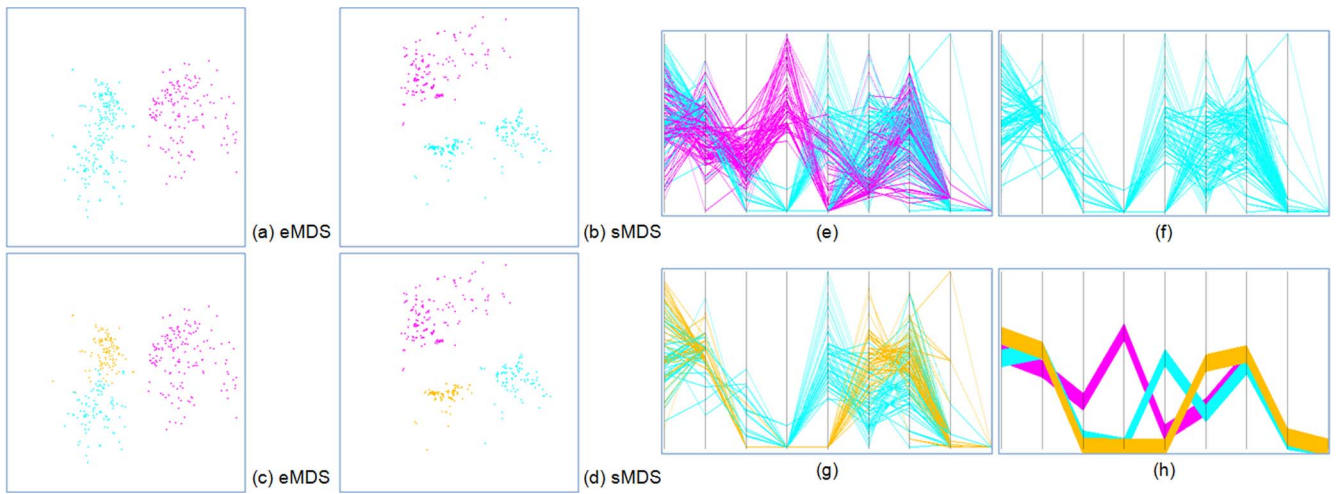 (a) eMDS
(b) sMDS
(e)
(f)
(c) eMDS
(d) sMDS
(g)
(h)